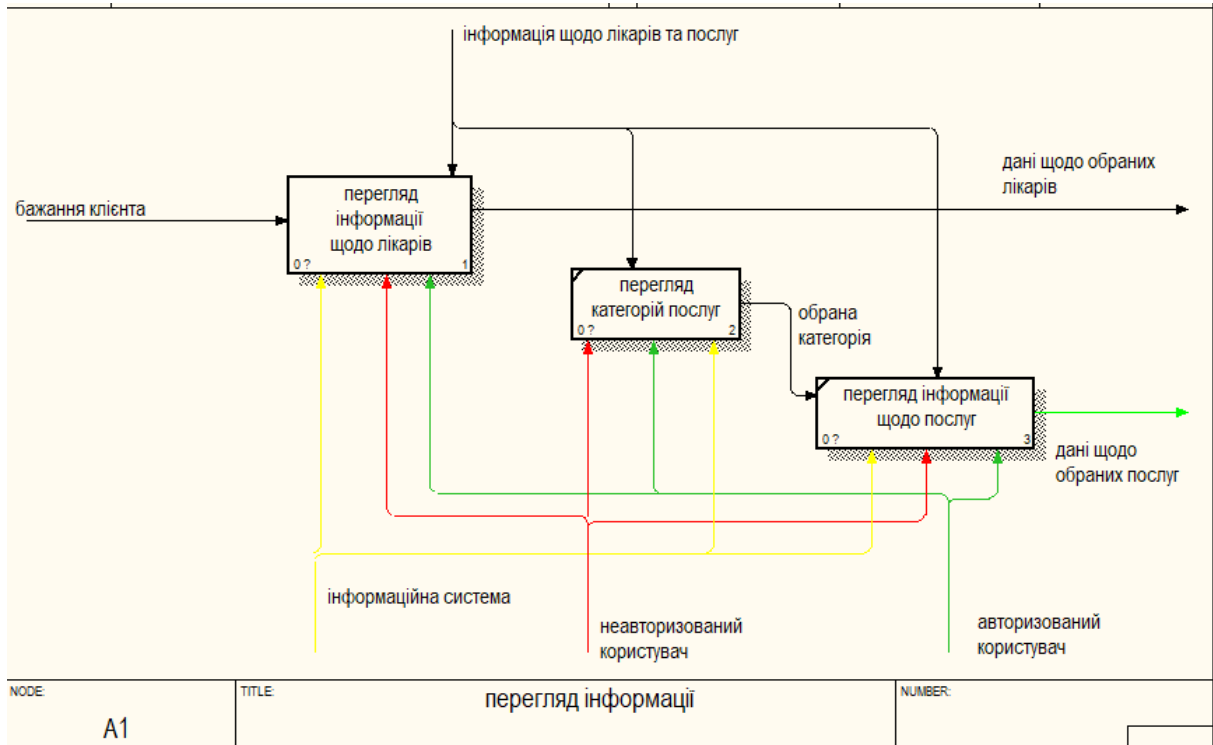 інформація щодо лікарів та послуг
дані щодо обраних
лікарів
бажання клієнта
перегляд
інформації
щодо лікарів
0 ?
1
перегляд
категорій послуг
0 ?
2
обрана
категорія
перегляд інформації
щодо послуг
0 ?
3
дані щодо
обраних послуг
інформаційна система
неавторизований
користувач
авторизований
користувач
NODE:
A1
TITLE:
перегляд інформації
NUMBER: